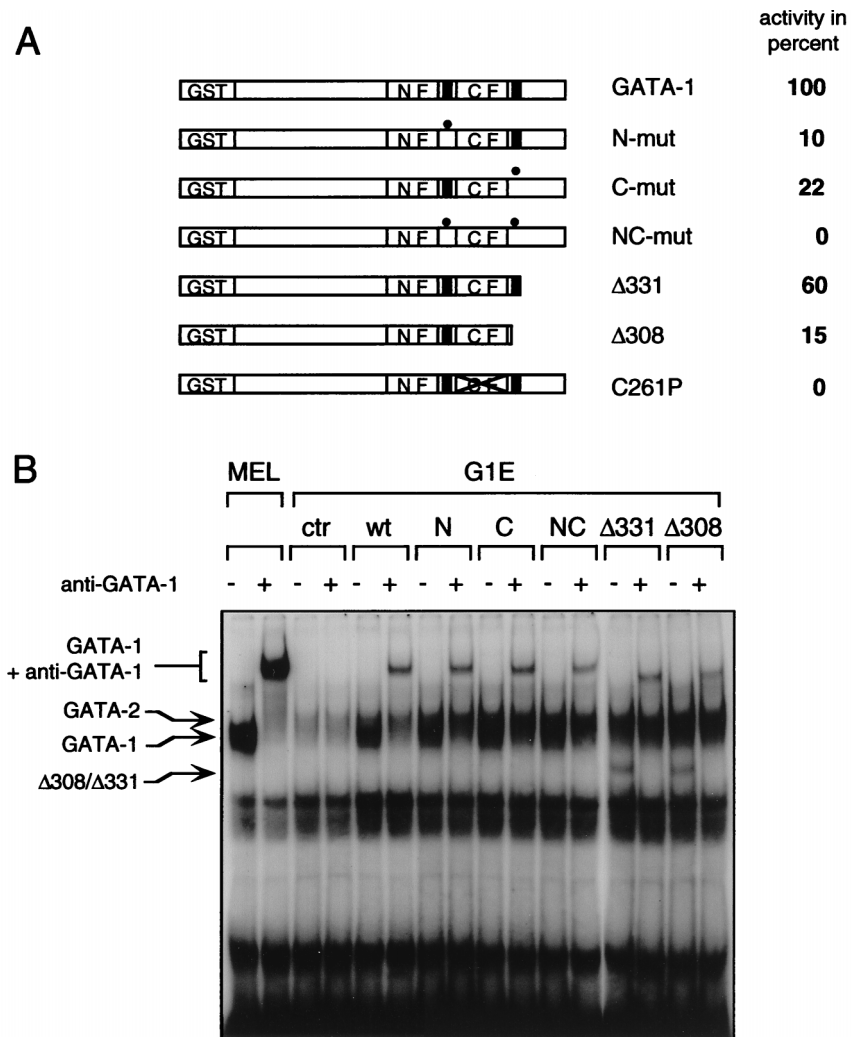 A
activity in
percent
GST N F C F GATA-1 100
GST N F C F N-mut 10
GST N F C F C-mut 22
GST N F C F NC-mut 0
GST N F C F Δ331 60
GST N F C F Δ308 15
GST N F C F C261P 0
B
MEL G1E
ctr wt N C NC Δ331 Δ308
anti-GATA-1 - + - + - + - + - + - + - + - +
GATA-1
+ anti-GATA-1
GATA-2
GATA-1
Δ308/Δ331